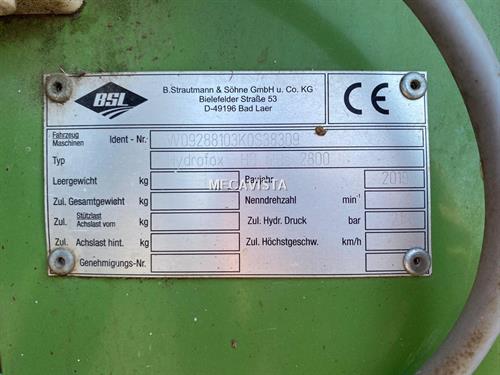 BSL
B.Strautmann & Söhne GmbH u. Co. KG
Bielefelder Straße 53
D-49196 Bad Laer
CE
Fahrzeug
Maschinen Ident - Nr. W09288103K0S38309
Typ Hydrofox 2800
Leergewicht kg Baujahr 2019
MECAVISTA
Zul. Gesamtgewicht kg Nenndrehzahl min⁻¹
Zul. Stützlast
Achslast vorn kg Zul. Hydr. Druck bar
Zul. Achslast hint. kg Zul. Höchstgeschw. km/h
Genehmigungs-Nr.